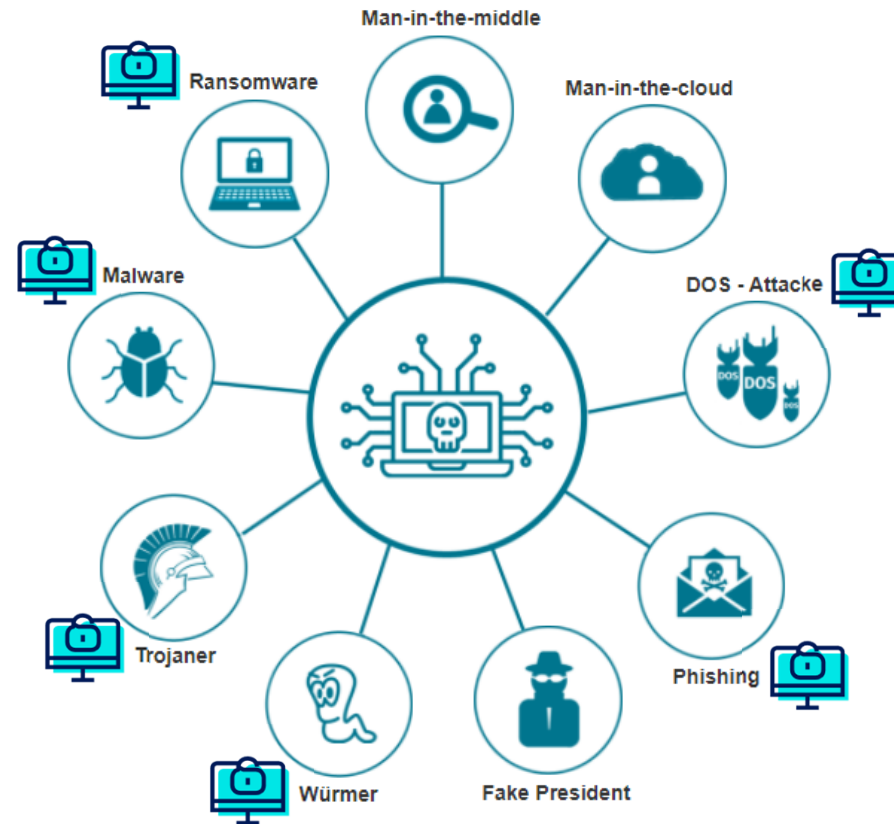 Man-in-the-middle
Ransomware
Man-in-the-cloud
Malware
DOS - Attacke
DOS
DOS
DOS
Trojaner
Phishing
Würmer
Fake President